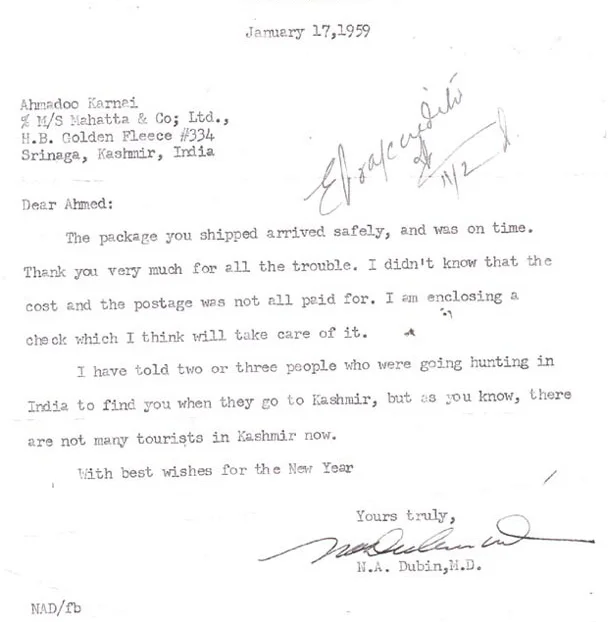 January 17,1959
Ahmadoo Karnai
% M/S Mahatta & Co; Ltd.,
H.B. Golden Fleece #334
Srinaga, Kashmir, India
11/2
Dear Ahmed:
The package you shipped arrived safely, and was on time.
Thank you very much for all the trouble. I didn't know that the
cost and the postage was not all paid for. I am enclosing a
check which I think will take care of it.
I have told two or three people who were going hunting in
India to find you when they go to Kashmir, but as you know, there
are not many tourists in Kashmir now.
With best wishes for the New Year
Yours truly,
N.A. Dubin,M.D.
NAD/fb